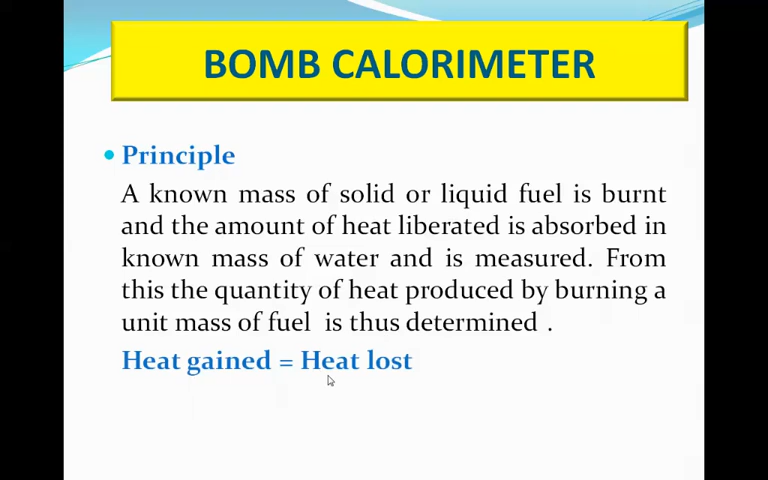 BOMB CALORIMETER
Principle
A known mass of solid or liquid fuel is burnt
and the amount of heat liberated is absorbed in
known mass of water and is measured. From
this the quantity of heat produced by burning a
unit mass of fuel  is thus determined .
Heat gained = Heat lost